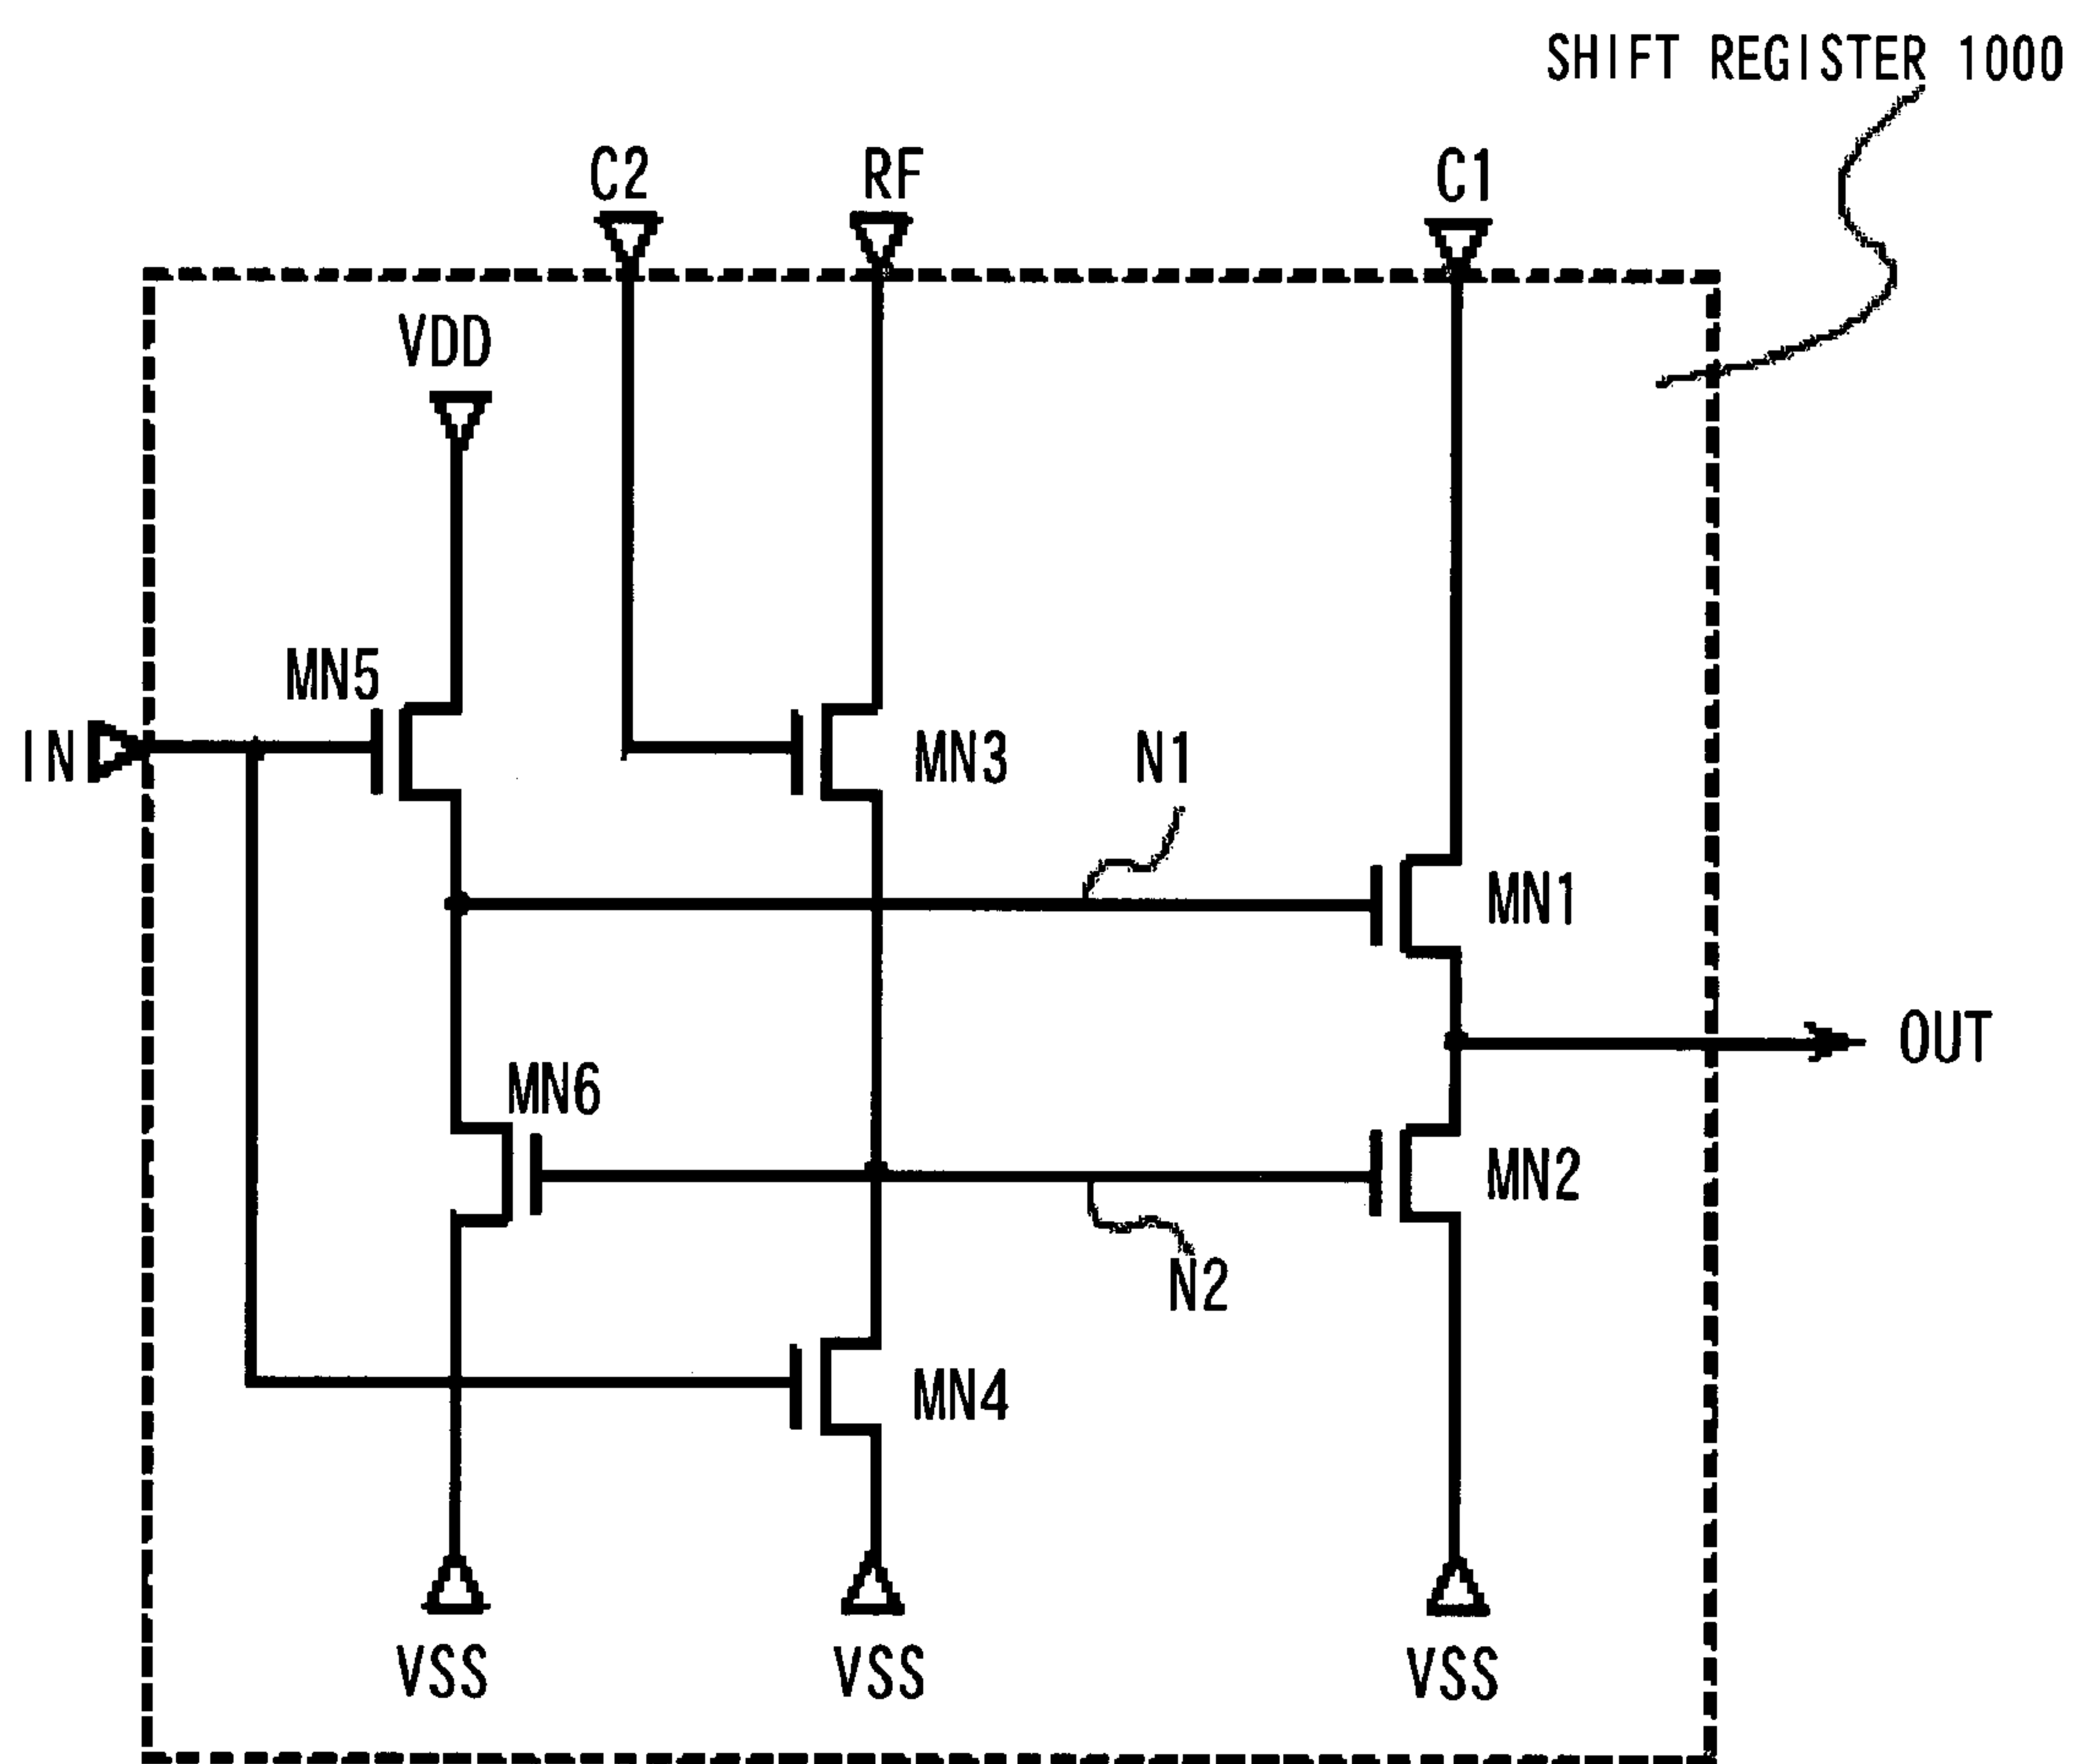 SHIFT REGISTER 1000
C2
RF
C1
VDD
MN5
IN
MN3
N1
MN1
OUT
MN6
MN2
N2
MN4
VSS
VSS
VSS